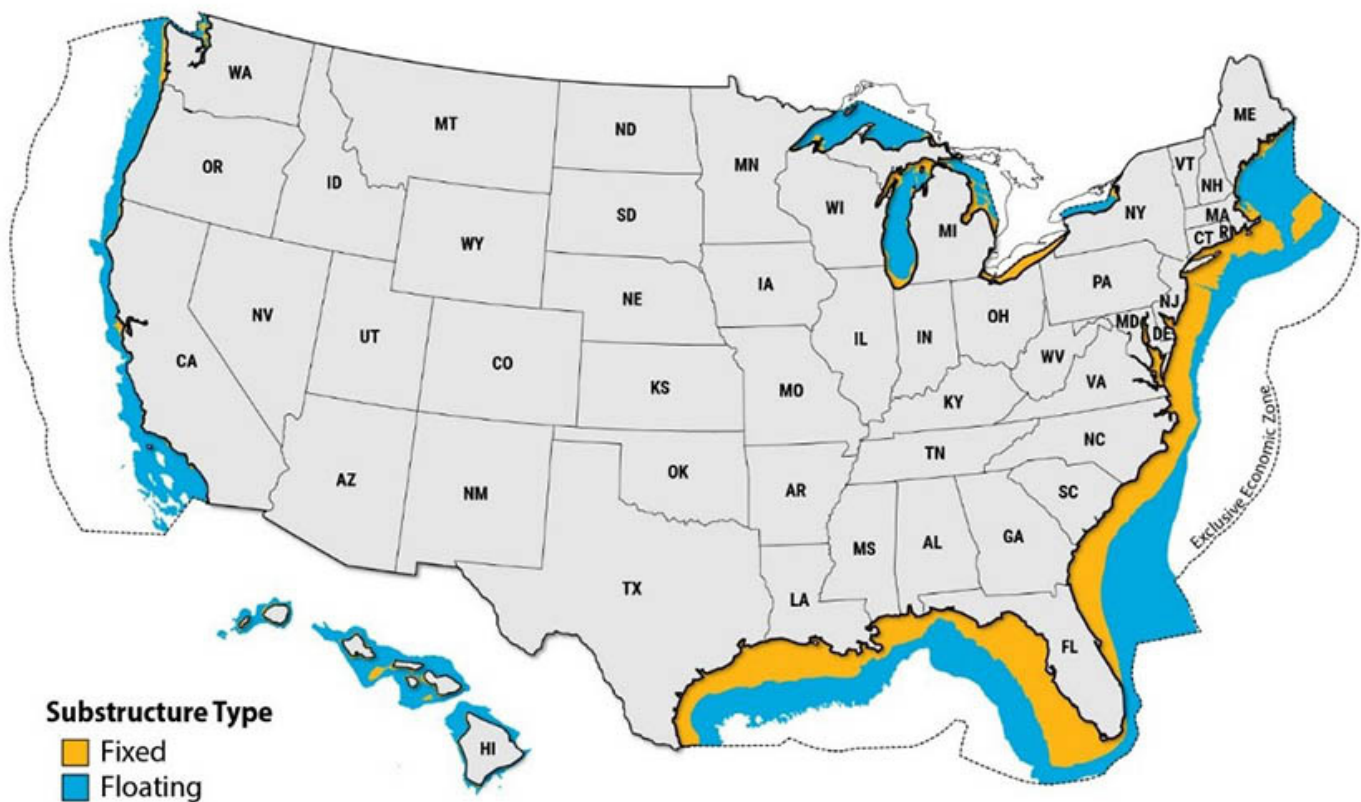 WA
MT
ND
MN
ME
VT
NH
OR
ID
SD
WI
MI
NY
MA
RI
CT
WY
IA
PA
NJ
NE
OH
MD
DE
NV
UT
CO
IL
IN
WV
VA
CA
KS
MO
KY
NC
TN
AZ
NM
OK
AR
SC
MS
AL
GA
TX
LA
FL
HI
Exclusive Economic Zone
Substructure Type
Fixed
Floating